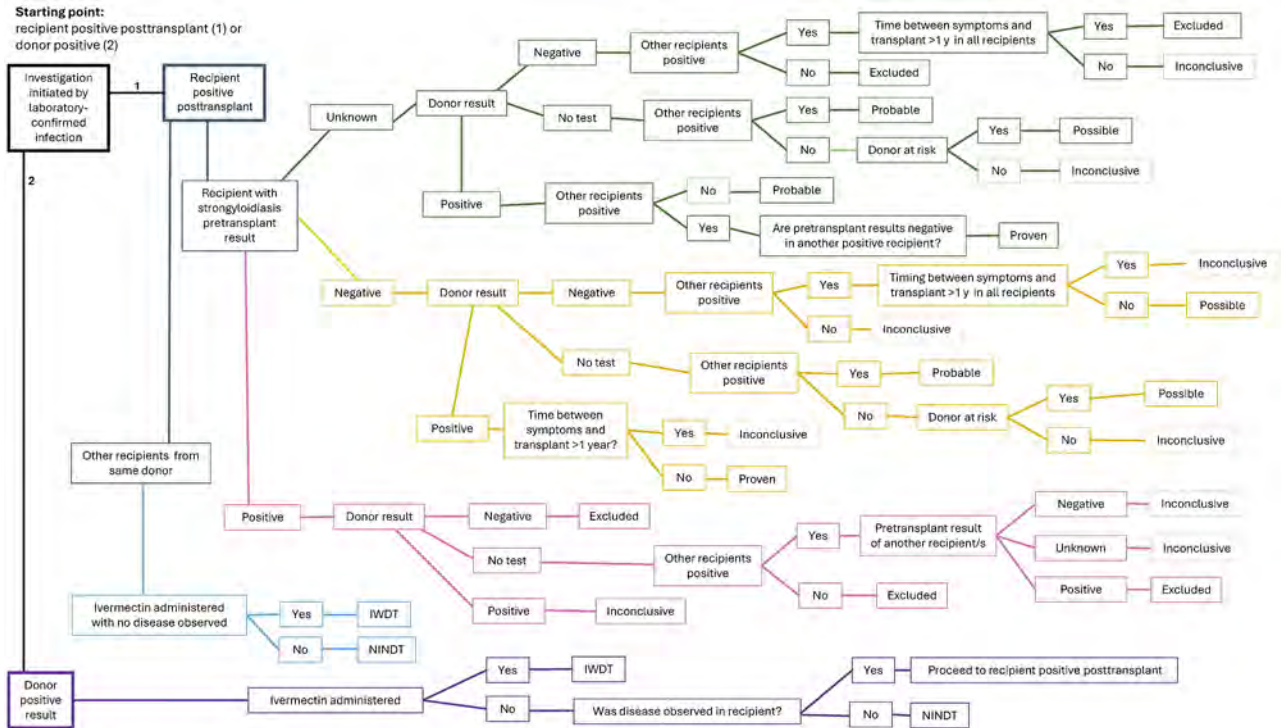 Starting point:
recipient positive posttransplant (1) or
donor positive (2)
Investigation
initiated by
laboratory-
confirmed
infection
1
Recipient
positive
posttransplant
2
Unknown
Donor result
Negative
Other recipients
positive
Yes
Time between symptoms and
transplant >1 y in all recipients
Yes
Excluded
No
Inconclusive
No
Excluded
No test
Other recipients
positive
Yes
Probable
No
Donor at risk
Yes
Possible
No
Inconclusive
Positive
Other recipients
positive
No
Probable
Yes
Are pretransplant results negative
in another positive recipient?
Proven
Recipient with
strongyloidiasis
pretransplant
result
Negative
Donor result
Negative
Other recipients
positive
Yes
Timing between symptoms and
transplant >1 y in all recipients
Yes
Inconclusive
No
Possible
No
Inconclusive
No test
Other recipients
positive
Yes
Probable
No
Donor at risk
Yes
Possible
No
Inconclusive
Positive
Time between
symptoms and
transplant >1 year?
Yes
Inconclusive
No
Proven
Other recipients from
same donor
Positive
Donor result
Negative
Excluded
No test
Other recipients
positive
Yes
Pretransplant result
of another recipient/s
Negative
Inconclusive
Unknown
Inconclusive
Positive
Excluded
No
Excluded
Positive
Inconclusive
Ivermectin administered
with no disease observed
Yes
IWDT
No
NINDT
Donor
positive
result
Ivermectin administered
Yes
IWDT
No
Was disease observed in recipient?
Yes
Proceed to recipient positive posttransplant
No
NINDT